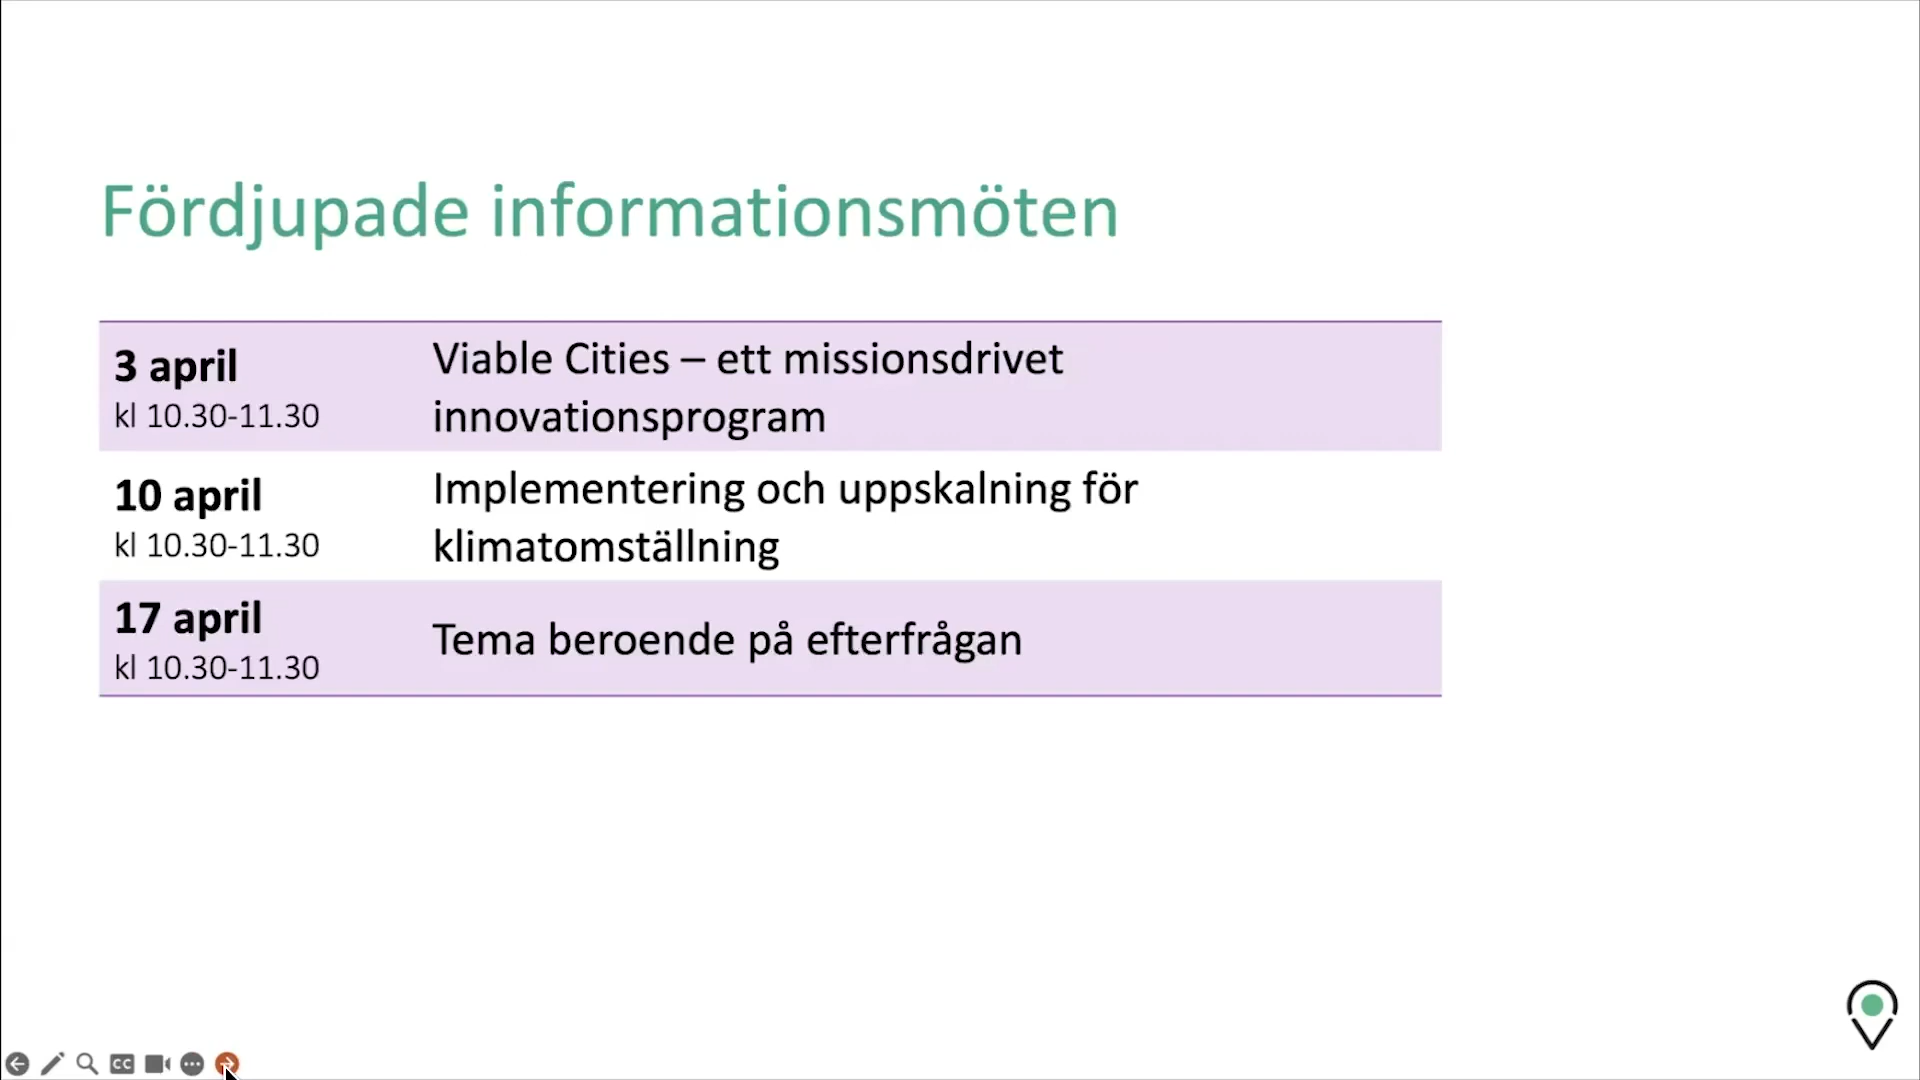 Fördjupade informationsmöten
3 april
kl 10.30-11.30
Viable Cities – ett missionsdrivet
innovationsprogram
10 april
kl 10.30-11.30
Implementering och uppskalning för
klimatomställning
17 april
kl 10.30-11.30
Tema beroende på efterfrågan
CC